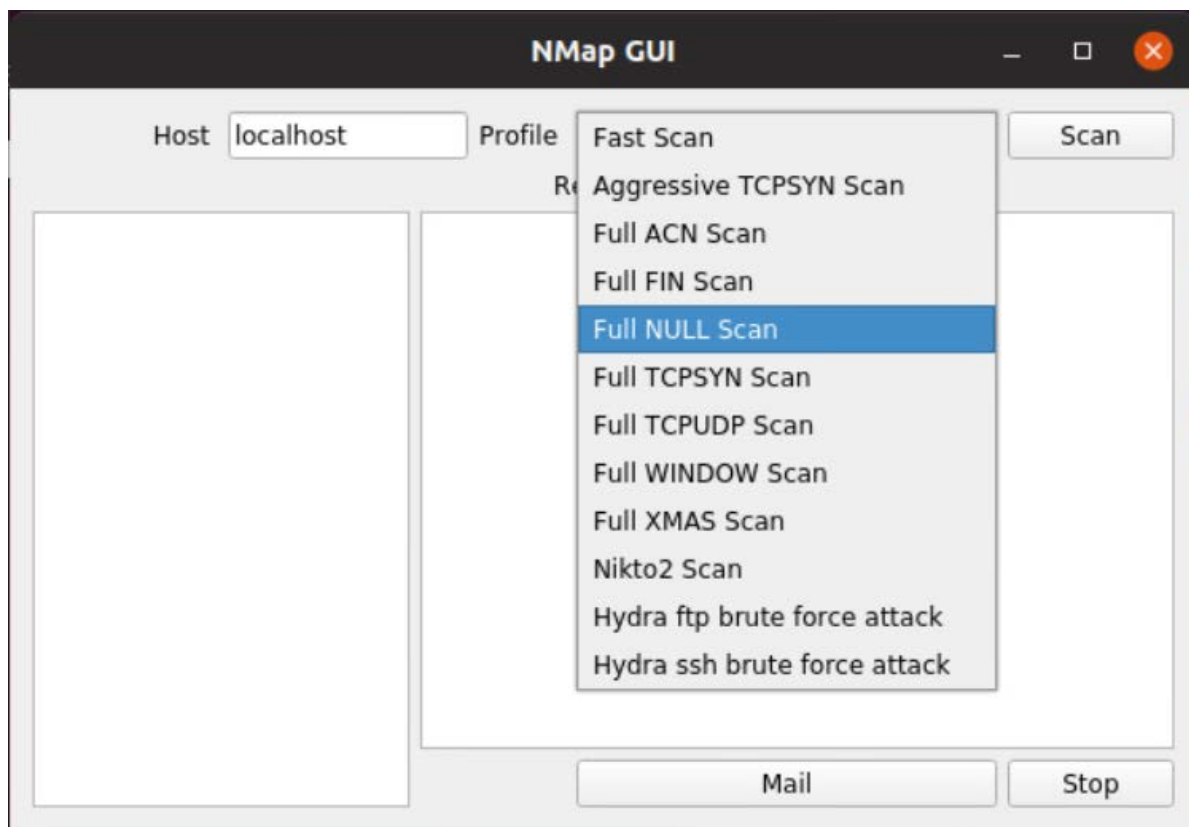 NMap GUI
Host localhost Profile Fast Scan Scan
Aggressive TCPSYN Scan
Full ACN Scan
Full FIN Scan
Full NULL Scan
Full TCPSYN Scan
Full TCPUDP Scan
Full WINDOW Scan
Full XMAS Scan
Nikto2 Scan
Hydra ftp brute force attack
Hydra ssh brute force attack
Mail Stop